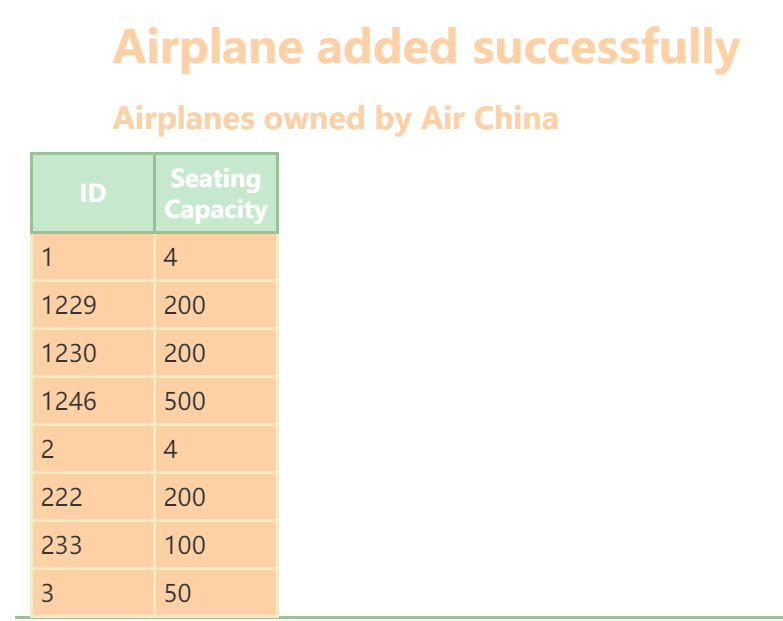 Airplane added successfully
Airplanes owned by Air China
ID Seating Capacity
1 4
1229 200
1230 200
1246 500
2 4
222 200
233 100
3 50